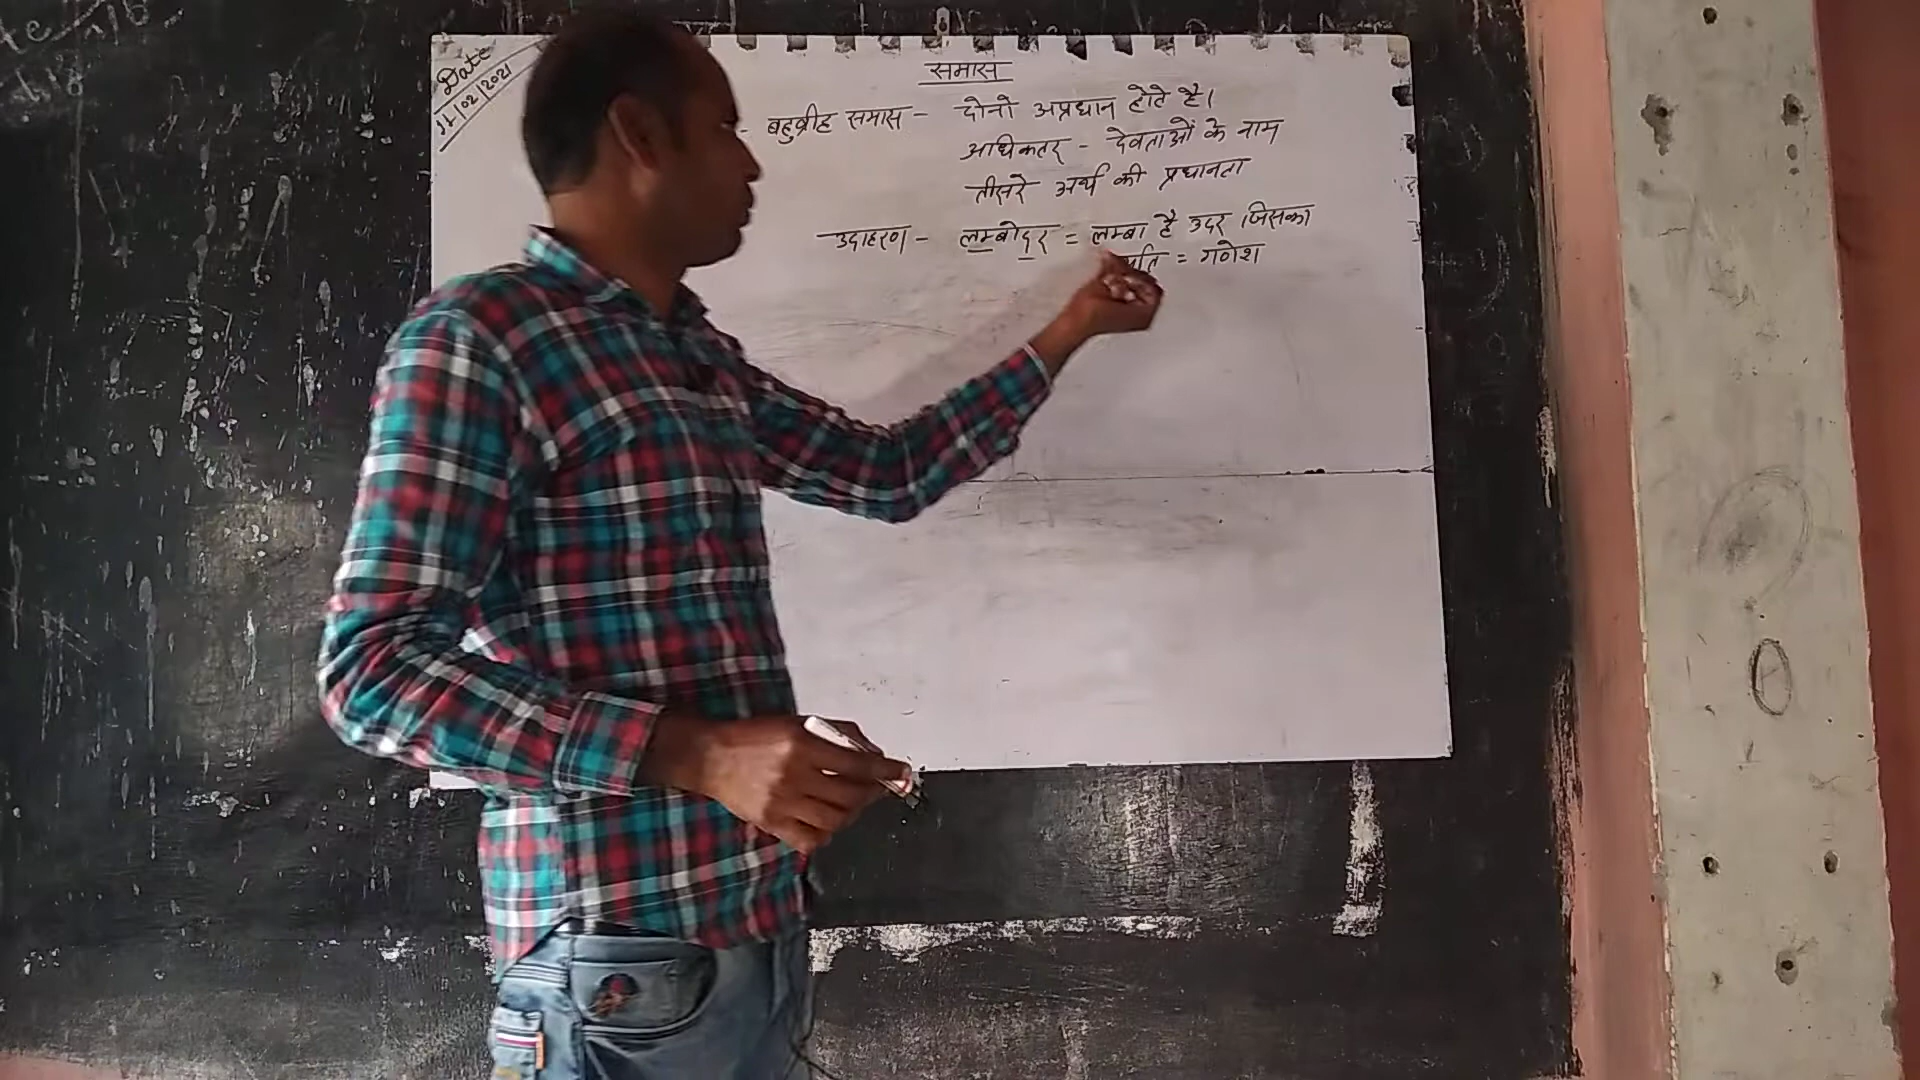 Date
11/02/2021
समास
- बहुव्रीह समास - दोनो अप्रधान होते है।
अधिकतर - देवताओं के नाम
तीसरे अर्थ की प्रधानता
उदाहरण - लम्बोदर = लम्बा है उदर जिसका
= गणेश